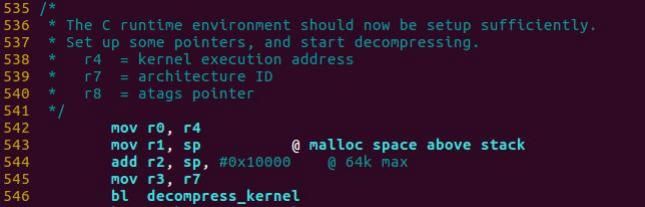 535 /*
536  * The C runtime environment should now be setup sufficiently.
537  * Set up some pointers, and start decompressing.
538  *   r4  = kernel execution address
539  *   r7  = architecture ID
540  *   r8  = atags pointer
541  */
542         mov r0, r4
543         mov r1, sp          @ malloc space above stack
544         add r2, sp, #0x10000    @ 64k max
545         mov r3, r7
546         bl  decompress_kernel